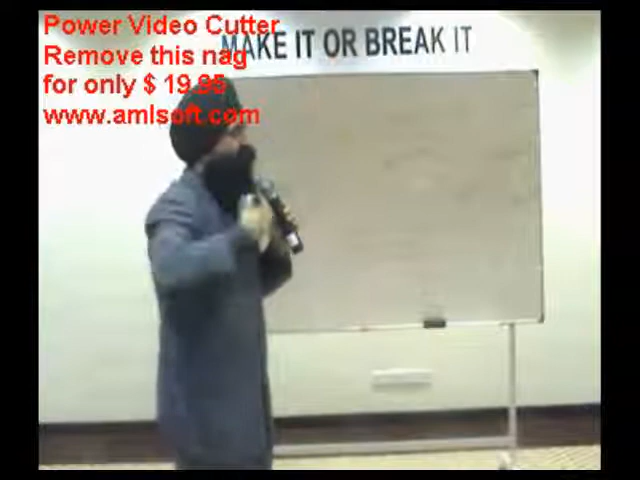 Power Video Cutter
Remove this nag
for only $ 19.95
www.amlsoft.com
MAKE IT OR BREAK IT